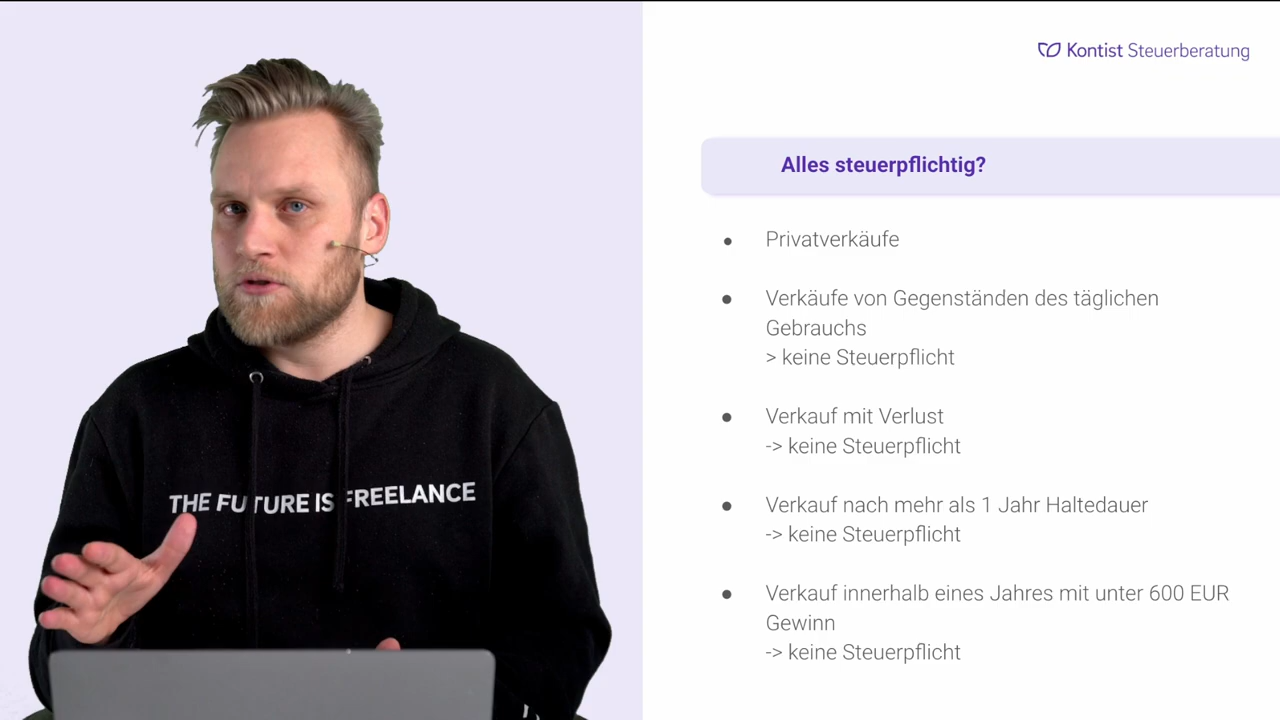 Kontist Steuerberatung
Alles steuerpflichtig?
● Privatverkäufe
● Verkäufe von Gegenständen des täglichen
Gebrauchs
> keine Steuerpflicht
● Verkauf mit Verlust
-> keine Steuerpflicht
● Verkauf nach mehr als 1 Jahr Haltedauer
-> keine Steuerpflicht
● Verkauf innerhalb eines Jahres mit unter 600 EUR
Gewinn
-> keine Steuerpflicht
THE FUTURE IS FREELANCE